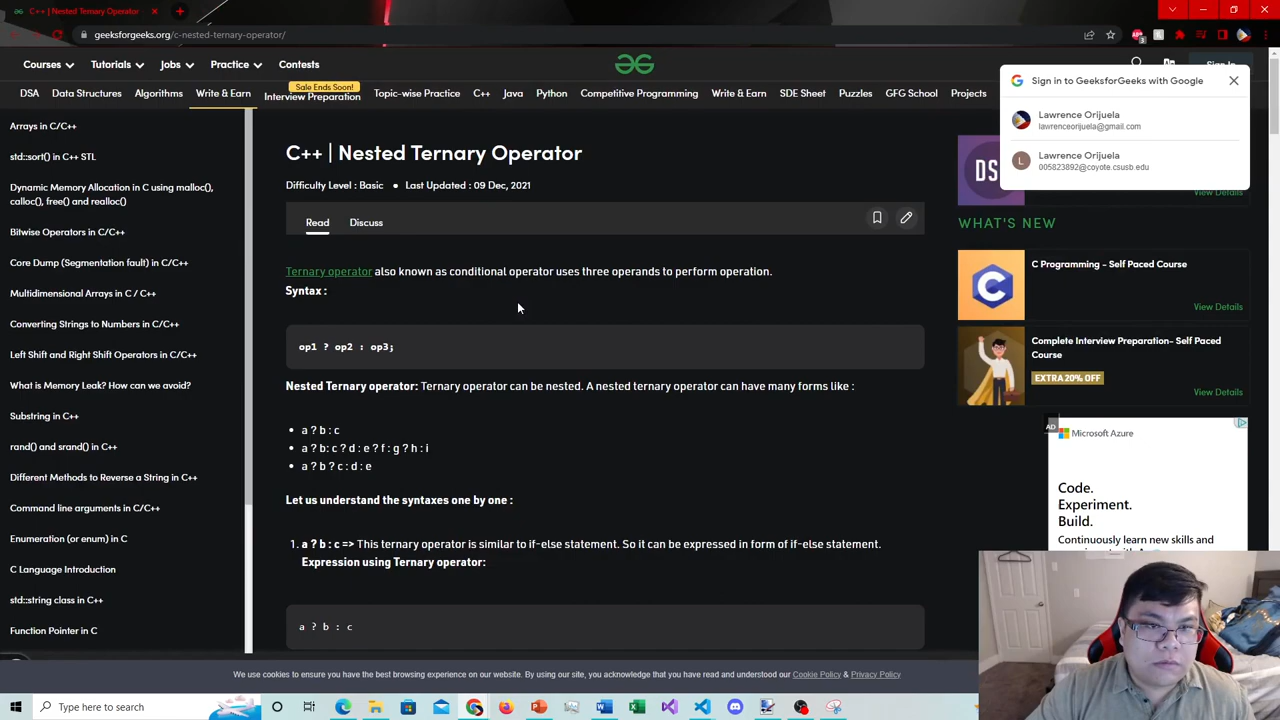 C++ | Nested Ternary Operator
geeksforgeeks.org/c-nested-ternary-operator/
3
Courses
Tutorials
Jobs
Practice
Contests
Sign In
Sale Ends Soon!
DSA
Data Structures
Algorithms
Write & Earn
Interview Preparation
Topic-wise Practice
C++
Java
Python
Competitive Programming
Write & Earn
SDE Sheet
Puzzles
GFG School
Projects
Sign in to GeeksforGeeks with Google
Lawrence Orijuela
lawrenceorijuela@gmail.com
L
Lawrence Orijuela
005823892@coyote.csusb.edu
Arrays in C/C++
std::sort() in C++ STL
Dynamic Memory Allocation in C using malloc(),
calloc(), free() and realloc()
Bitwise Operators in C/C++
Core Dump (Segmentation fault) in C/C++
Multidimensional Arrays in C / C++
Converting Strings to Numbers in C/C++
Left Shift and Right Shift Operators in C/C++
What is Memory Leak? How can we avoid?
Substring in C++
rand() and srand() in C++
Different Methods to Reverse a String in C++
Command line arguments in C/C++
Enumeration (or enum) in C
C Language Introduction
std::string class in C++
Function Pointer in C
C++ | Nested Ternary Operator
Difficulty Level : Basic ● Last Updated : 09 Dec, 2021
Read
Discuss
Ternary operator also known as conditional operator uses three operands to perform operation.
Syntax :
op1 ? op2 : op3;
Nested Ternary operator: Ternary operator can be nested. A nested ternary operator can have many forms like :
• a ? b : c
• a ? b: c ? d : e ? f : g ? h : i
• a ? b ? c : d : e
Let us understand the syntaxes one by one :
1. a ? b : c => This ternary operator is similar to if-else statement. So it can be expressed in form of if-else statement.
Expression using Ternary operator:
a ? b : c
DS
View Details
WHAT'S NEW
C Programming - Self Paced Course
View Details
Complete Interview Preparation- Self Paced
Course
EXTRA 20% OFF
View Details
AD
Microsoft Azure
Code.
Experiment.
Build.
Continuously learn new skills and
We use cookies to ensure you have the best browsing experience on our website. By using our site, you acknowledge that you have read and understood our Cookie Policy & Privacy Policy
Type here to search